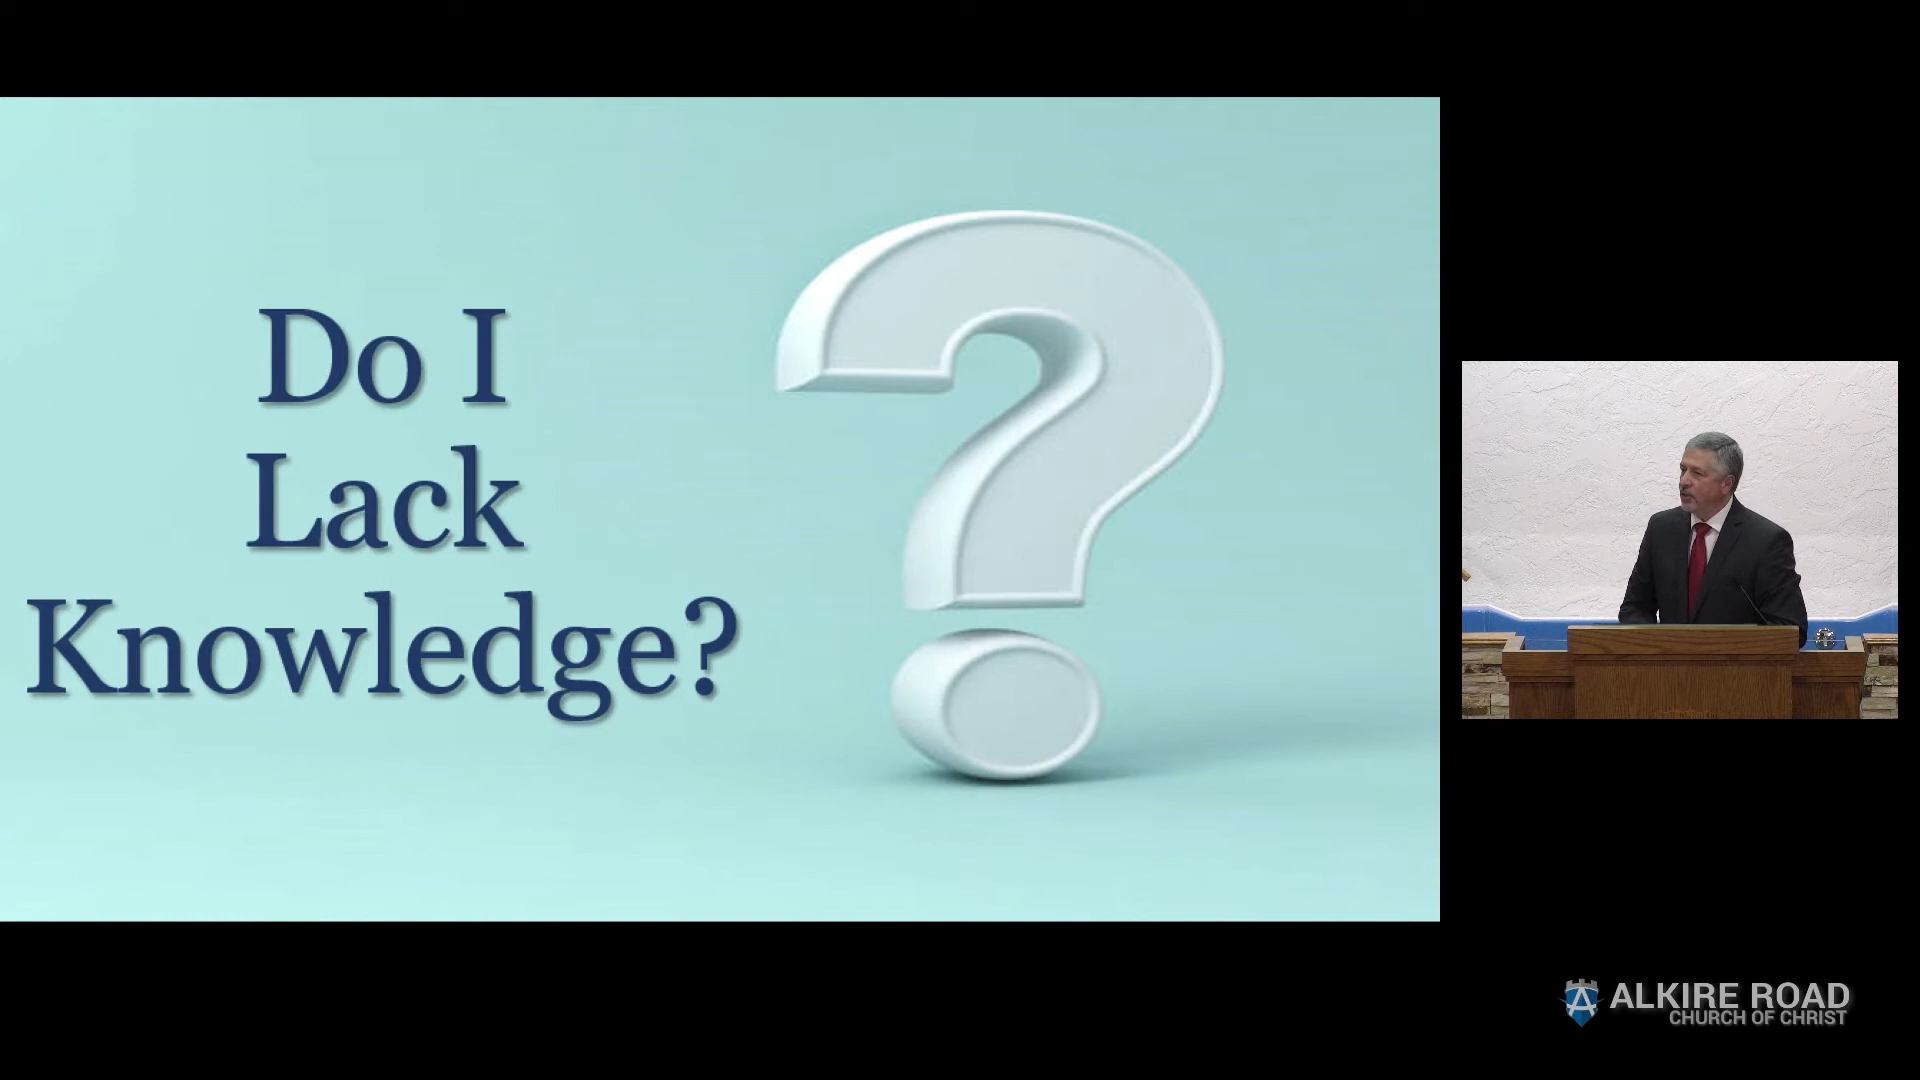 Do I
Lack
Knowledge?
?
ALKIRE ROAD
CHURCH OF CHRIST